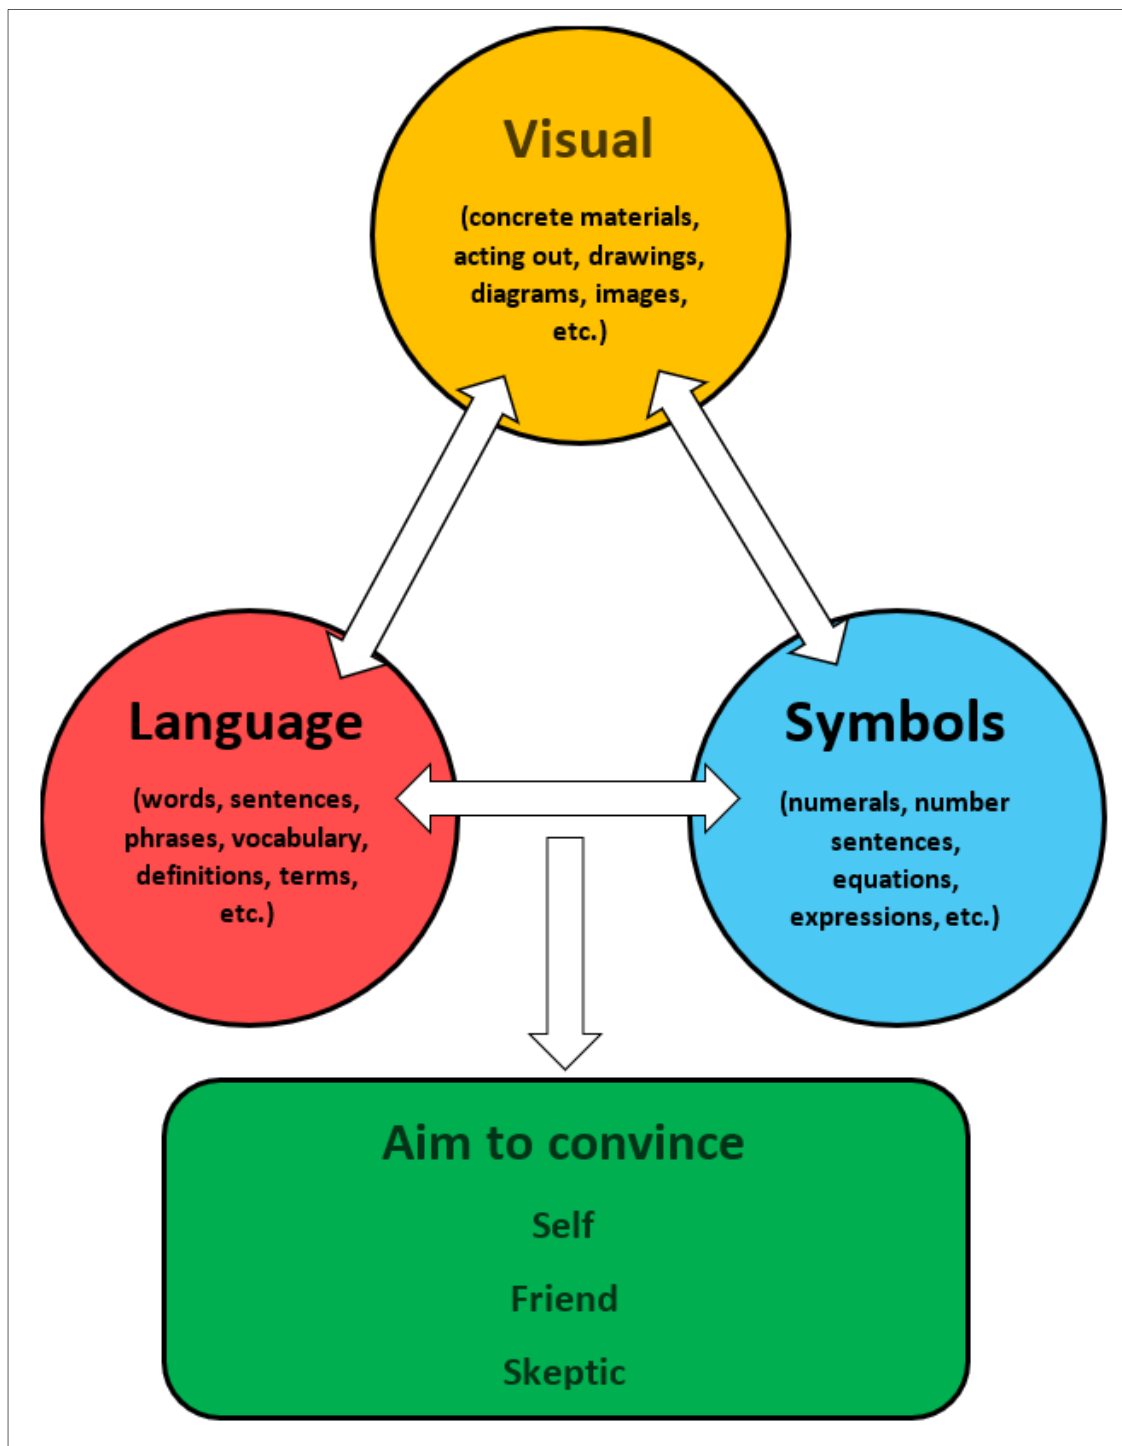 Visual
(concrete materials,
acting out, drawings,
diagrams, images,
etc.)
Language
(words, sentences,
phrases, vocabulary,
definitions, terms,
etc.)
Symbols
(numerals, number
sentences,
equations,
expressions, etc.)
Aim to convince
Self
Friend
Skeptic